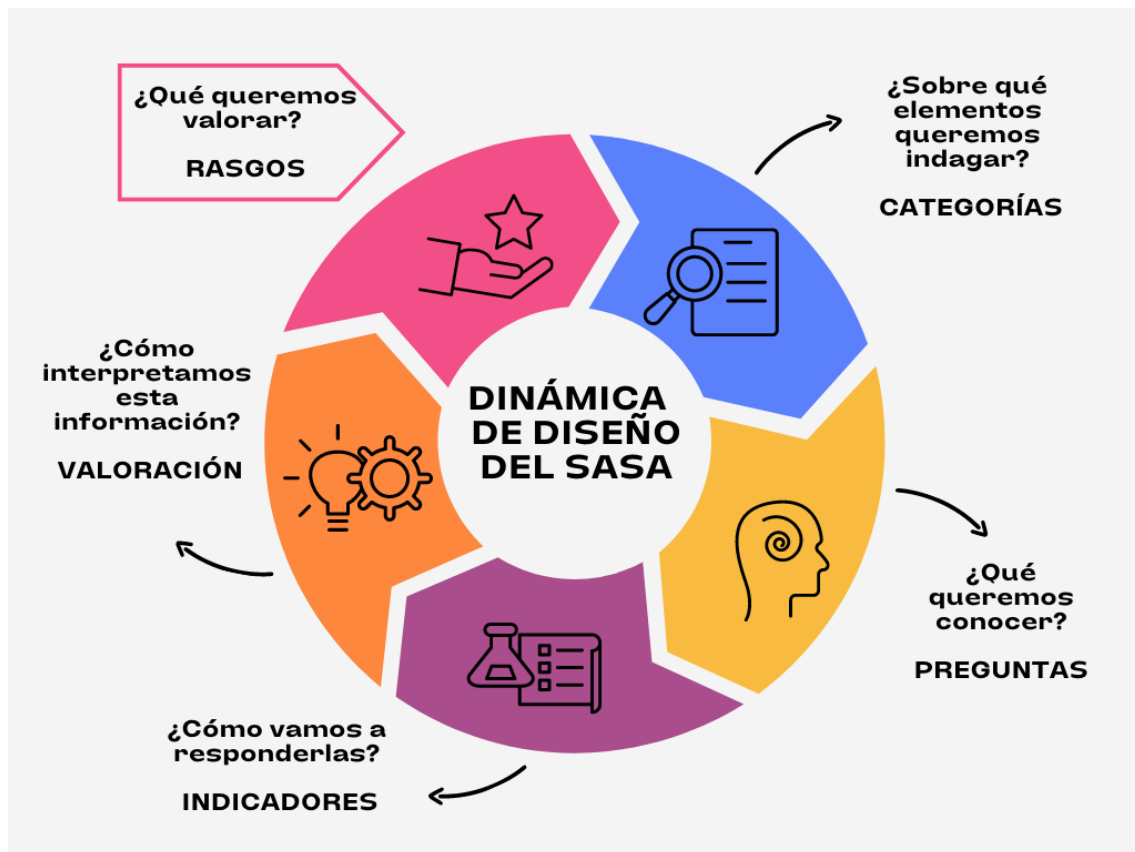 ¿Qué queremos
valorar?
RASGOS
¿Sobre qué
elementos
queremos
indagar?
CATEGORÍAS
¿Qué
queremos
conocer?
PREGUNTAS
¿Cómo vamos a
responderlas?
INDICADORES
¿Cómo
interpretamos
esta
información?
VALORACIÓN
DINÁMICA
DE DISEÑO
DEL SASA